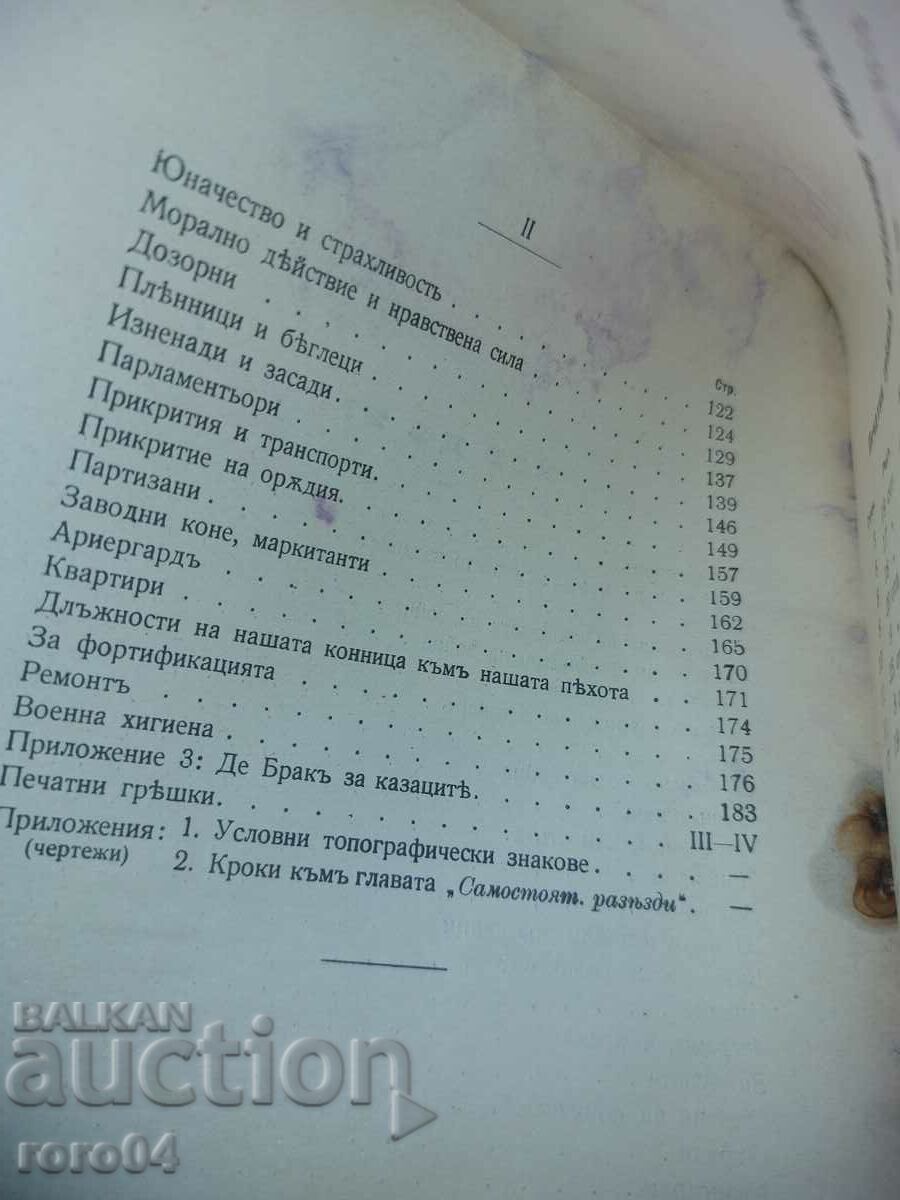 II
Стр.
Юначество и страхливость . . . . . . 122
Морално дѣйствие и нравствена сила . . . . . 124
Дозорни . . . . . . . . . . 129
Плѣнници и бѣглеци . . . . . . . . 137
Изненади и засади. . . . . . . . . 139
Парламентьори . . . . . . . . . 146
Прикрития и транспорти. . . . . . . . 149
Прикритие на орѫдия. . . . . . . . 157
Партизани . . . . . . . . . . 159
Заводни коне, маркитанти . . . . . . . 162
Ариергардъ . . . . . . . . . . 165
Квартири . . . . . . . . . . 170
Длъжности на нашата конница къмъ нашата пѣхота . . 171
За фортификацията . . . . . . . . 174
Ремонтъ . . . . . . . . . . 175
Военна хигиена . . . . . . . . . 176
Приложение 3: Де Бракъ за казацитѣ. . . . . 183
Печатни грѣшки. . . . . . . . . III—IV
Приложения: 1. Условни топографически знакове . . . . —
(чертежи) 2. Кроки къмъ главата „Самостоят. разѣзди“. —
BALKAN
auction
roro04